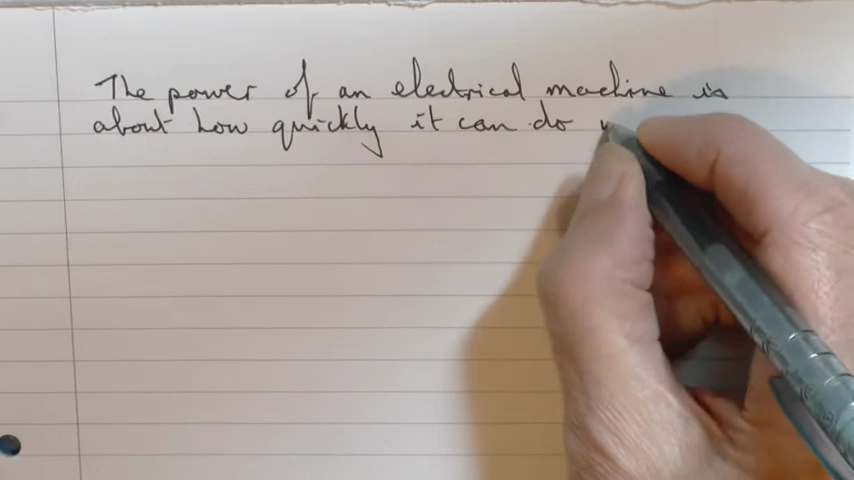 The power of an electrical machine is
about how quickly it can do